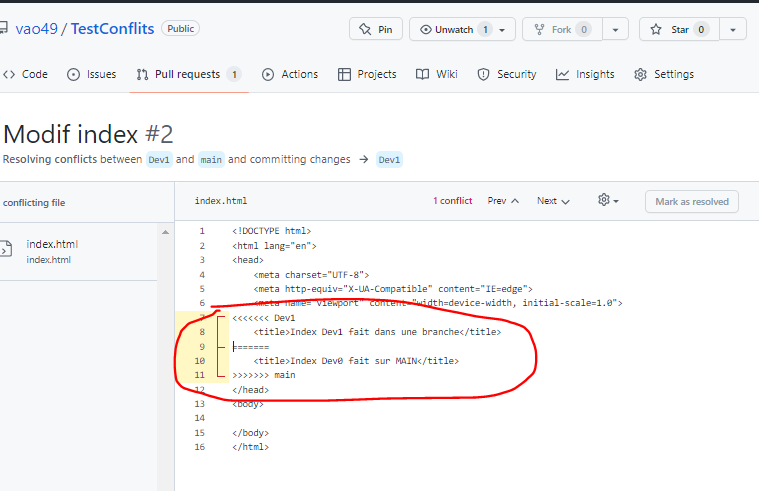 vao49 / TestConflits Public Pin Unwatch 1 Fork 0 Star 0
Code Issues Pull requests 1 Actions Projects Wiki Security Insights Settings
Modif index #2
Resolving conflicts between Dev1 and main and committing changes → Dev1
conflicting file
index.html
index.html
index.html 1 conflict Prev Next Mark as resolved
1 <!DOCTYPE html>
2 <html lang="en">
3 <head>
4 <meta charset="UTF-8">
5 <meta http-equiv="X-UA-Compatible" content="IE=edge">
6 <meta name="viewport" content="width=device-width, initial-scale=1.0">
7 <<<<<<< Dev1
8 <title>Index Dev1 fait dans une branche</title>
9 =======
10 <title>Index Dev0 fait sur MAIN</title>
11 >>>>>>> main
12 </head>
13 <body>
14
15 </body>
16 </html>